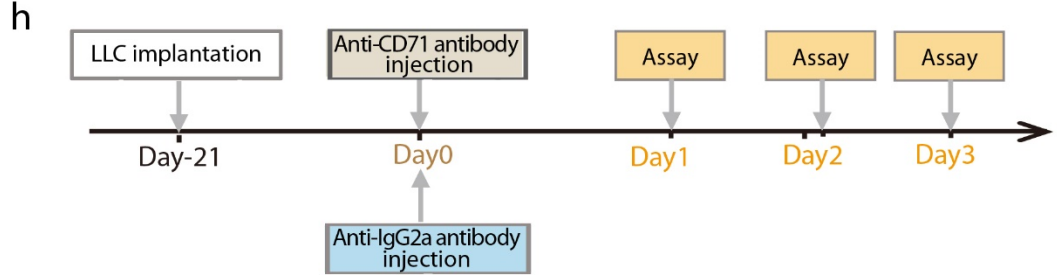 h
LLC implantation
Anti-CD71 antibody
injection
Assay
Assay
Assay
Day-21
Day0
Day1
Day2
Day3
Anti-IgG2a antibody
injection